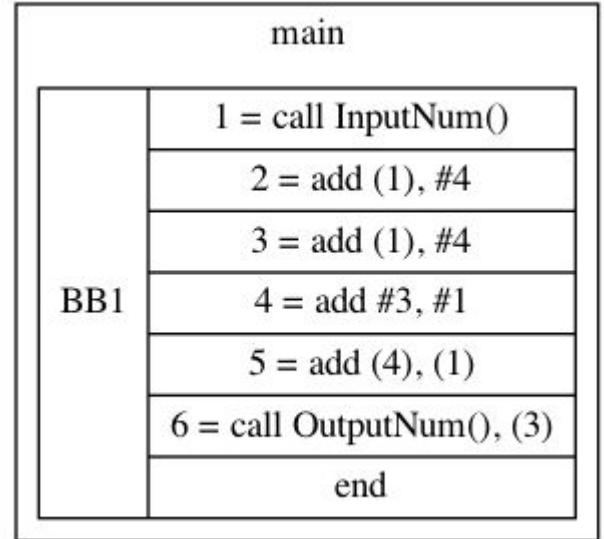 main
BB1
1 = call InputNum()
2 = add (1), #4
3 = add (1), #4
4 = add #3, #1
5 = add (4), (1)
6 = call OutputNum(), (3)
end